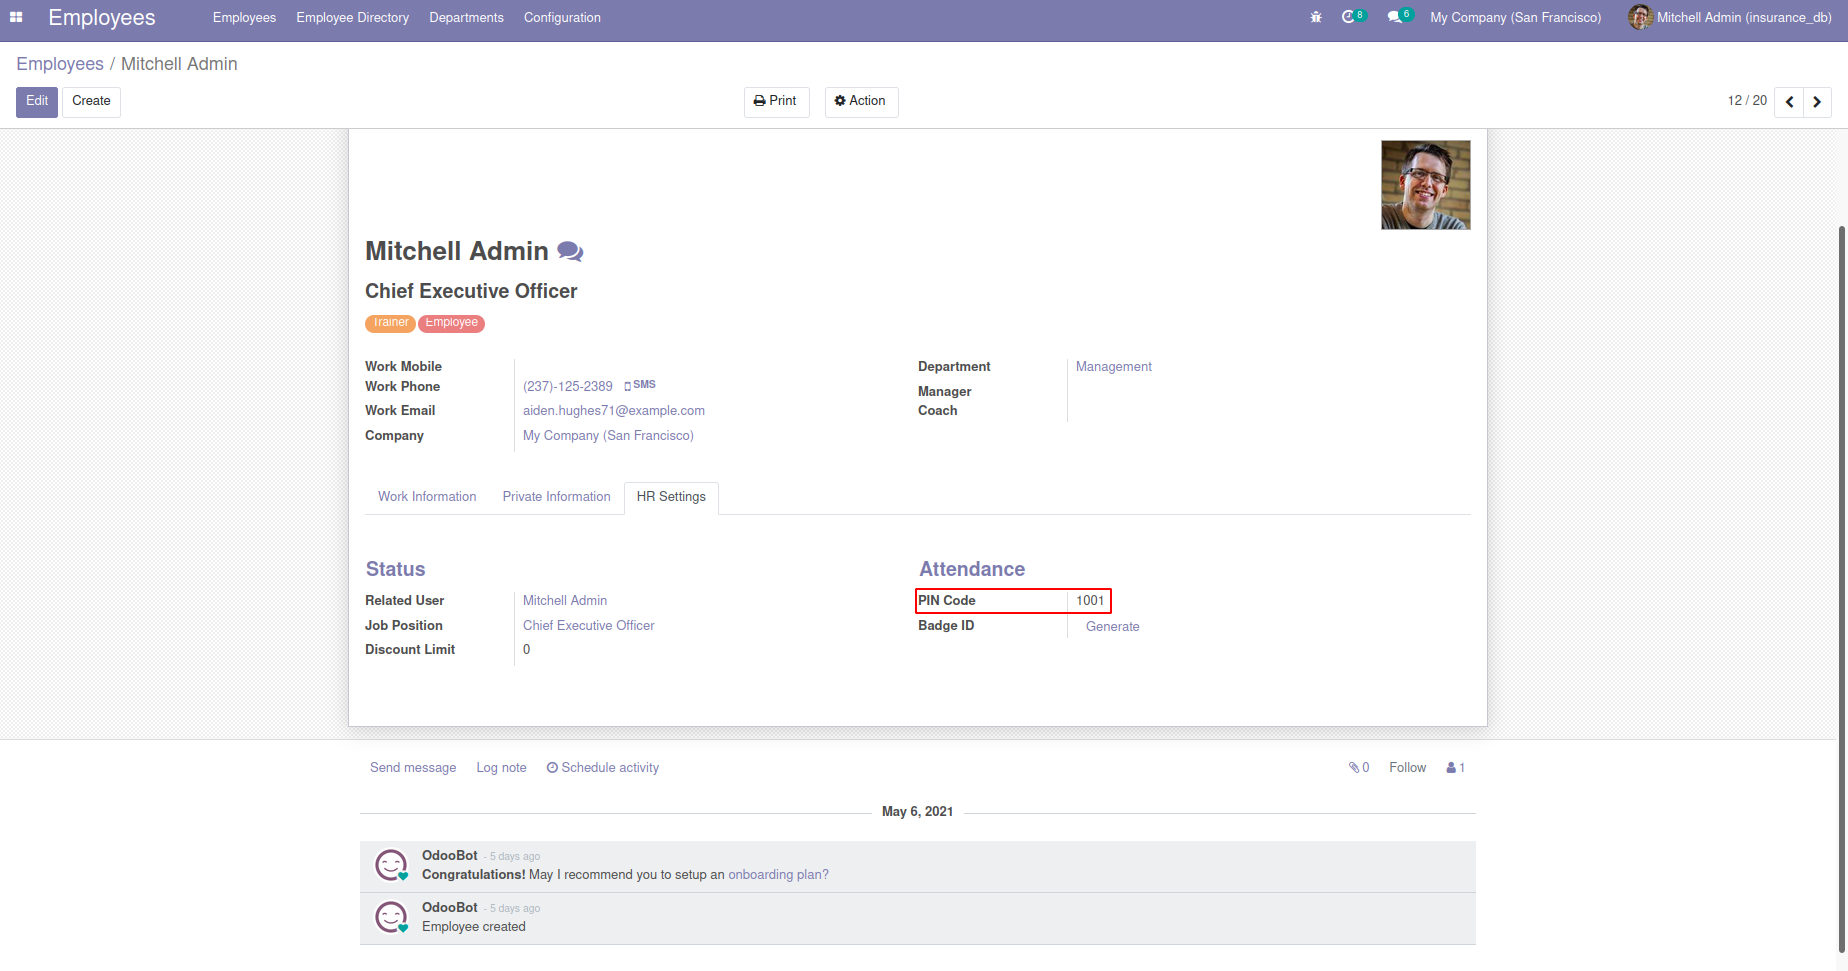 Employees Employees Employee Directory Departments Configuration 8 6 My Company (San Francisco) Mitchell Admin (insurance_db)
Employees / Mitchell Admin
Edit Create Print Action 12 / 20
Mitchell Admin
Chief Executive Officer
Trainer Employee
Work Mobile
Work Phone (237)-125-2389 SMS
Work Email aiden.hughes71@example.com
Company My Company (San Francisco)
Department Management
Manager
Coach
Work Information Private Information HR Settings
Status
Related User Mitchell Admin
Job Position Chief Executive Officer
Discount Limit 0
Attendance
PIN Code 1001
Badge ID Generate
Send message Log note Schedule activity 0 Follow 1
May 6, 2021
OdooBot - 5 days ago
Congratulations! May I recommend you to setup an onboarding plan?
OdooBot - 5 days ago
Employee created